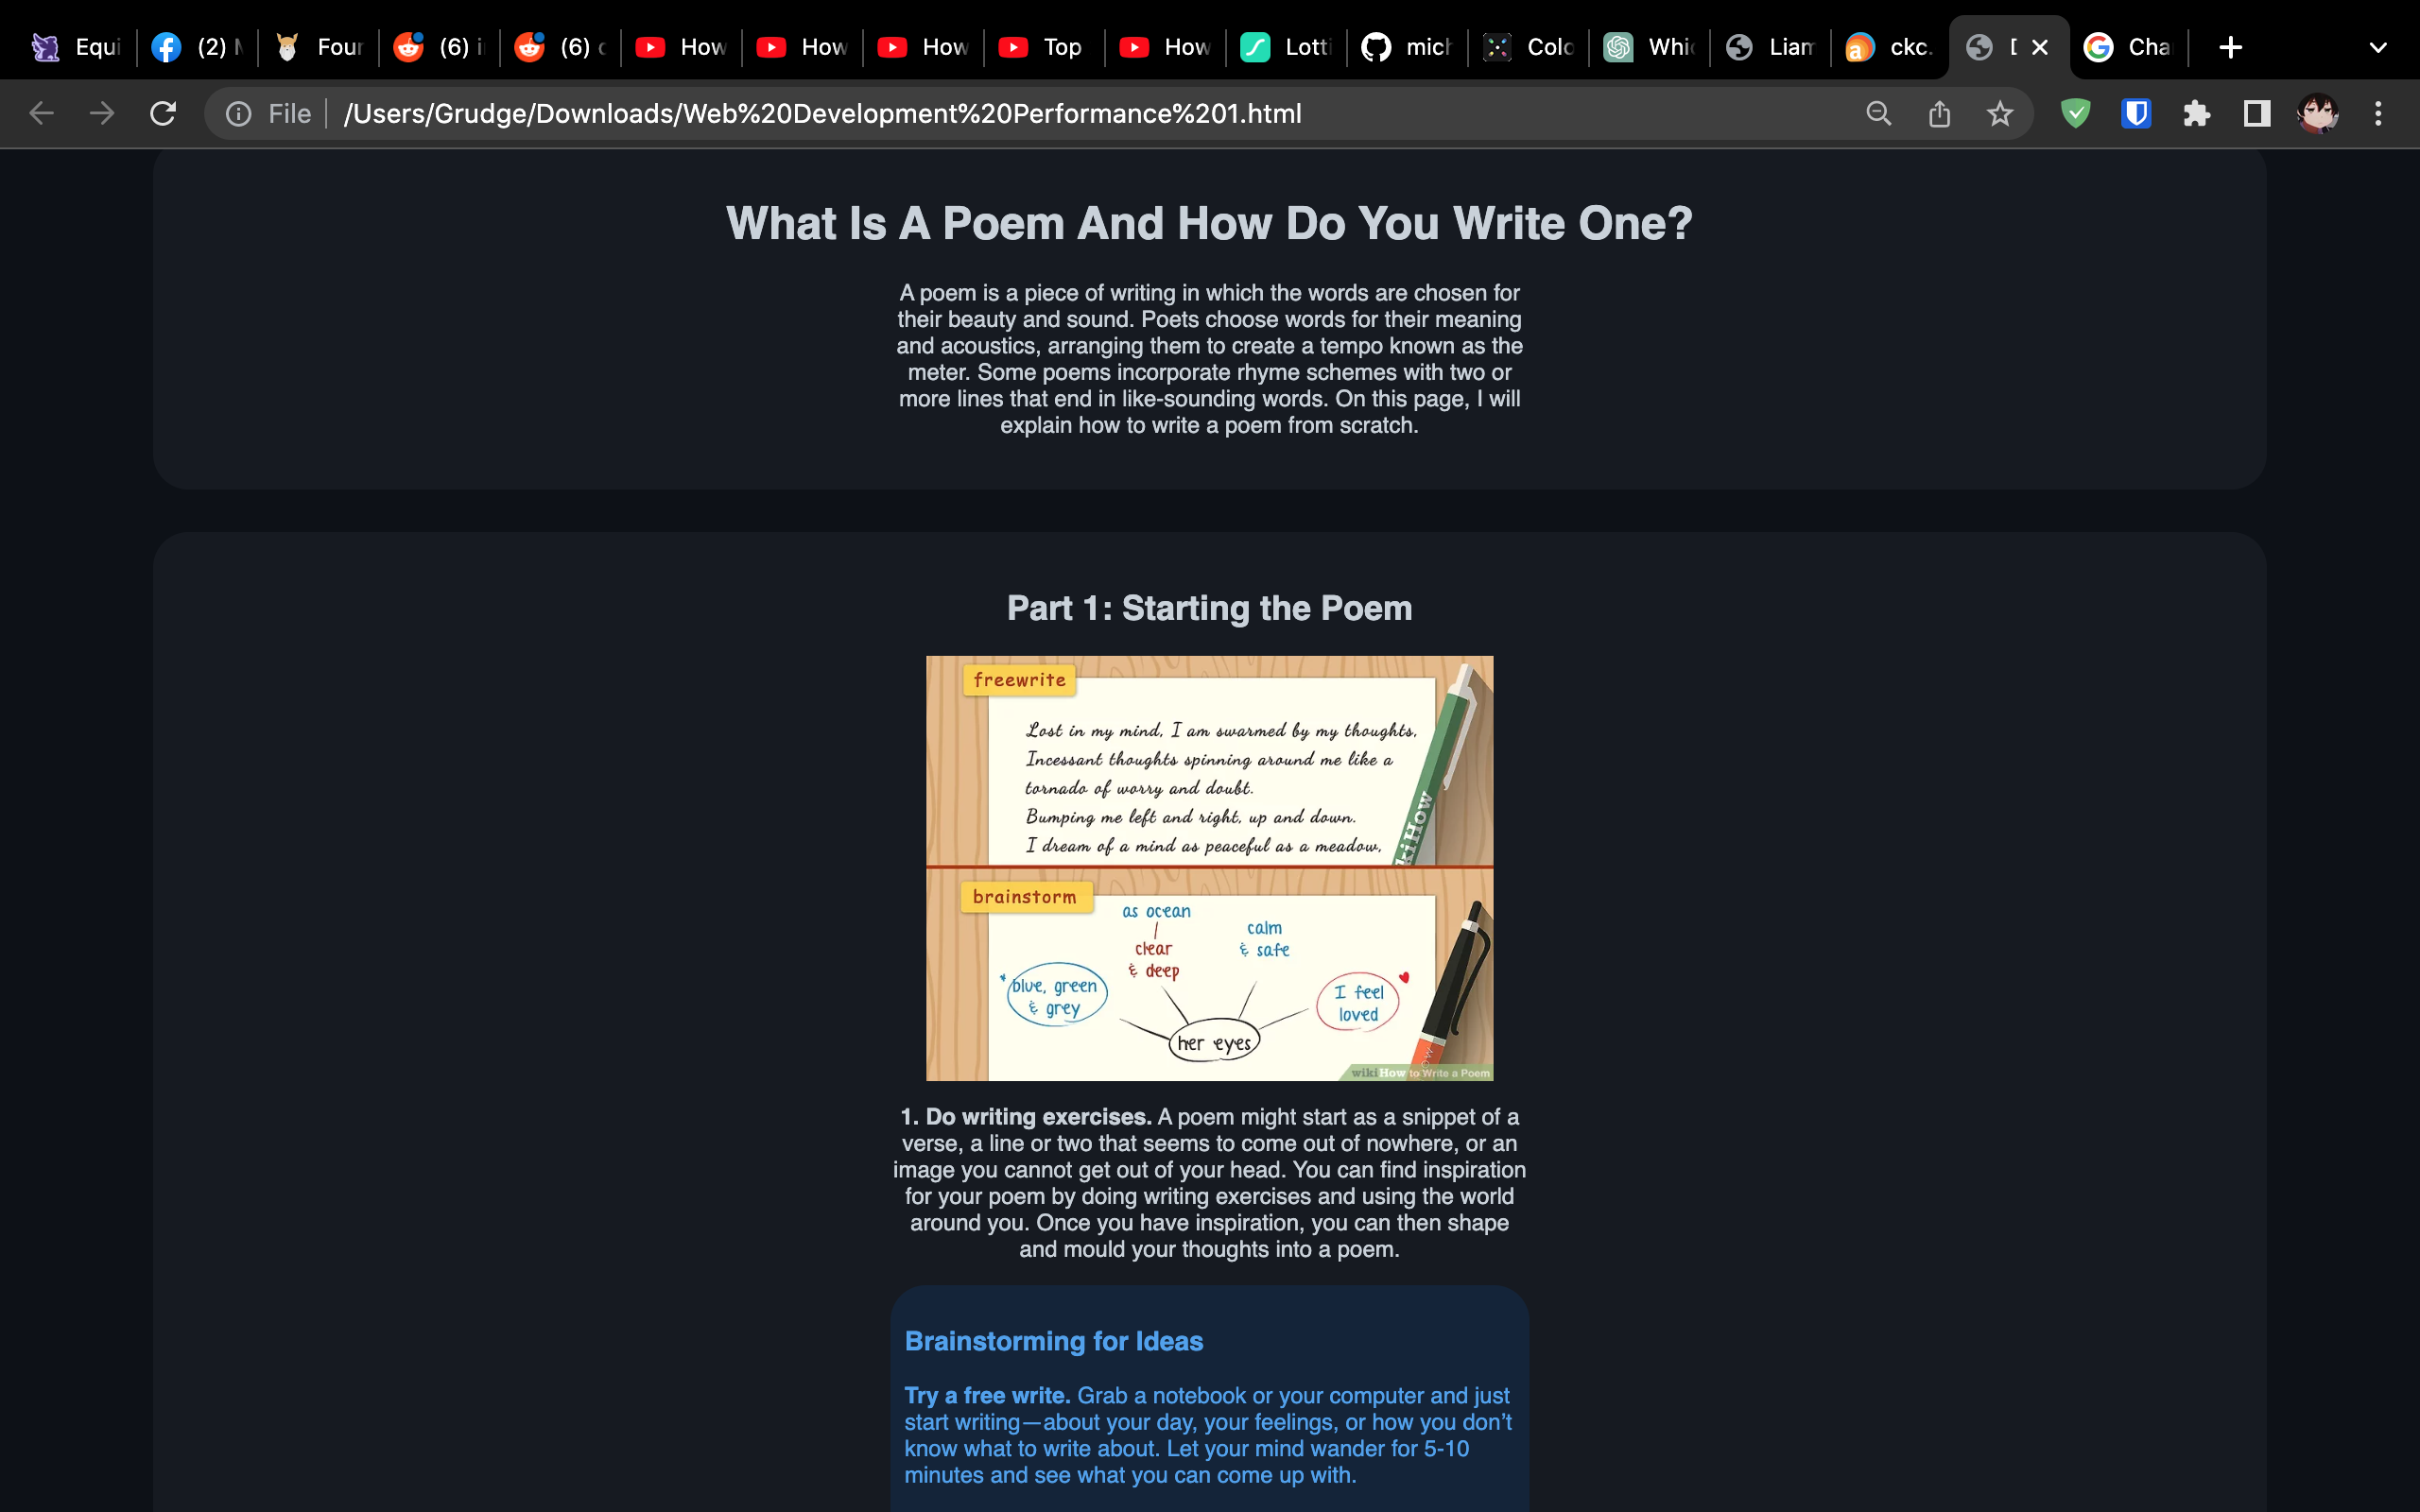 Equi
(2)
Four
(6)
(6)
How
How
How
Top
How
Lotti
mich
Colo
Whi
Liam
ckc.
Cha
File
/Users/Grudge/Downloads/Web%20Development%20Performance%201.html
What Is A Poem And How Do You Write One?
A poem is a piece of writing in which the words are chosen for
their beauty and sound. Poets choose words for their meaning
and acoustics, arranging them to create a tempo known as the
meter. Some poems incorporate rhyme schemes with two or
more lines that end in like-sounding words. On this page, I will
explain how to write a poem from scratch.
Part 1: Starting the Poem
freewrite
Lost in my mind, I am swarmed by my thoughts,
Incessant thoughts spinning around me like a
tornado of worry and doubt.
Bumping me left and right, up and down.
I dream of a mind as peaceful as a meadow,
kiHow
brainstorm
as ocean
clear
& deep
calm
& safe
blue, green
& grey
I feel
loved
her eyes
wikiHow to Write a Poem
1. Do writing exercises. A poem might start as a snippet of a
verse, a line or two that seems to come out of nowhere, or an
image you cannot get out of your head. You can find inspiration
for your poem by doing writing exercises and using the world
around you. Once you have inspiration, you can then shape
and mould your thoughts into a poem.
Brainstorming for Ideas
Try a free write. Grab a notebook or your computer and just
start writing—about your day, your feelings, or how you don’t
know what to write about. Let your mind wander for 5-10
minutes and see what you can come up with.